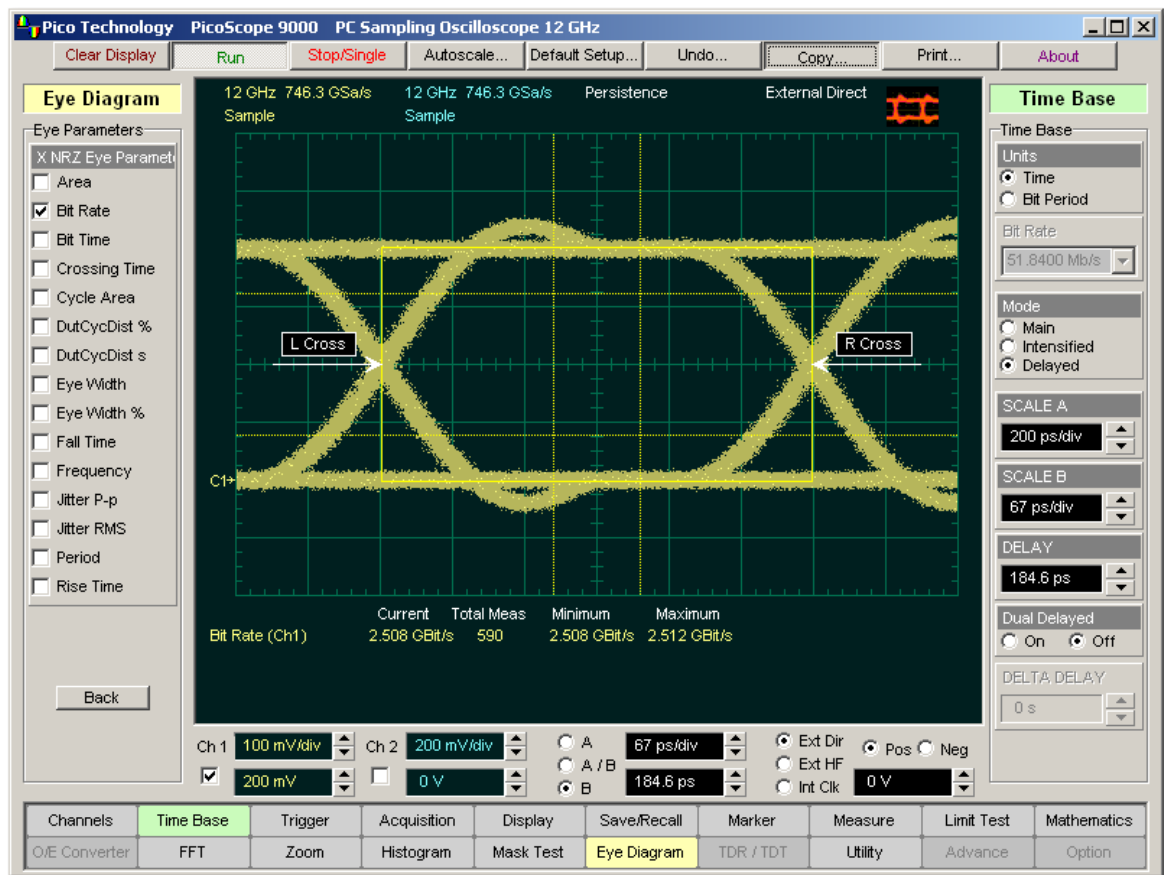 Pico Technology PicoScope 9000 PC Sampling Oscilloscope 12 GHz
Clear Display Run Stop/Single Autoscale... Default Setup... Undo... Copy... Print... About
Eye Diagram
Eye Parameters
X NRZ Eye Paramet
Area
Bit Rate
Bit Time
Crossing Time
Cycle Area
DutCycDist %
DutCycDist s
Eye Width
Eye Width %
Fall Time
Frequency
Jitter P-p
Jitter RMS
Period
Rise Time
Back
12 GHz 746.3 GSa/s 12 GHz 746.3 GSa/s Persistence External Direct
Sample Sample
L Cross R Cross
C1
Current Total Meas Minimum Maximum
Bit Rate (Ch1) 2.508 GBit/s 590 2.508 GBit/s 2.512 GBit/s
Time Base
Time Base
Units
Time
Bit Period
Bit Rate
51.8400 Mb/s
Mode
Main
Intensified
Delayed
SCALE A
200 ps/div
SCALE B
67 ps/div
DELAY
184.6 ps
Dual Delayed
On Off
DELTA DELAY
0 s
Ch 1 100 mV/div Ch 2 200 mV/div A 67 ps/div Ext Dir Pos Neg
A / B Ext HF
200 mV 0 V B 184.6 ps Int Clk 0 V
Channels Time Base Trigger Acquisition Display Save/Recall Marker Measure Limit Test Mathematics
O/E Converter FFT Zoom Histogram Mask Test Eye Diagram TDR / TDT Utility Advance Option